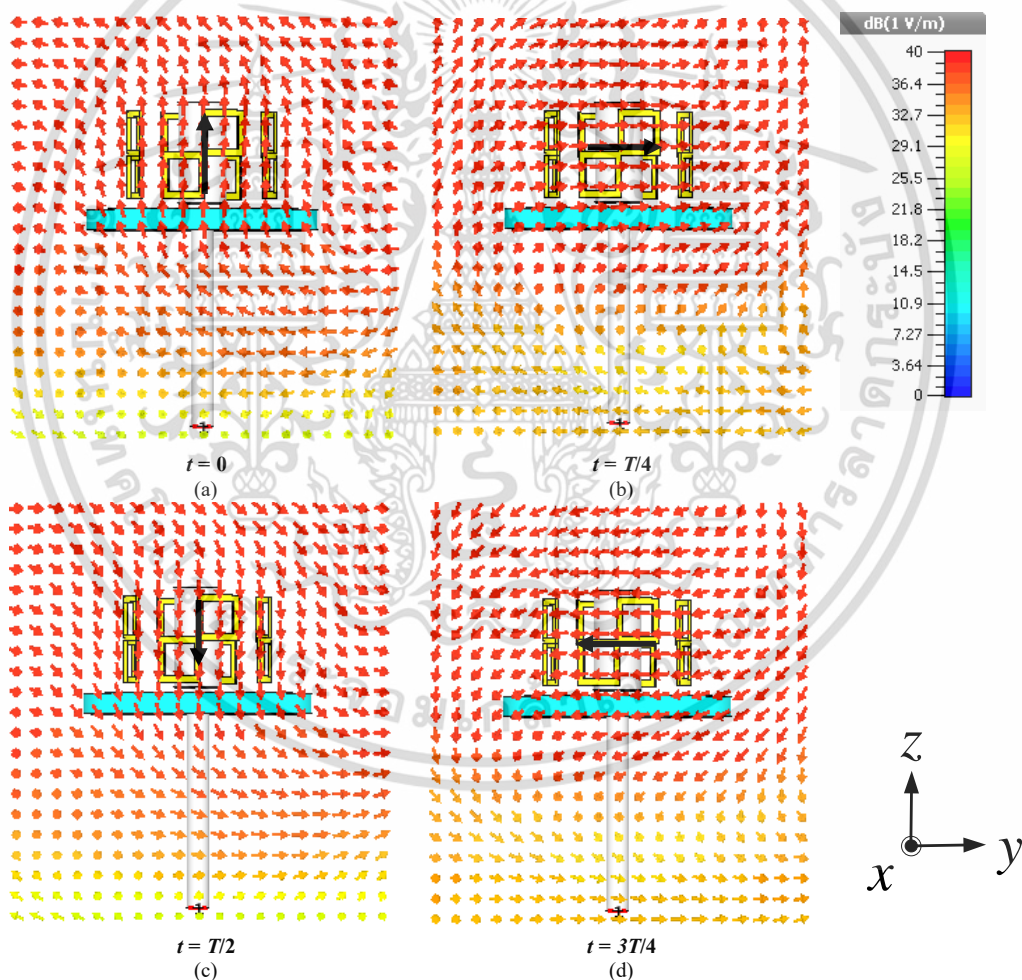 dB(1 V/m)
40
36.4
32.7
29.1
25.5
21.8
18.2
14.5
10.9
7.27
3.64
0
t = 0
(a)
t = T/4
(b)
t = T/2
(c)
t = 3T/4
(d)
z
y
x